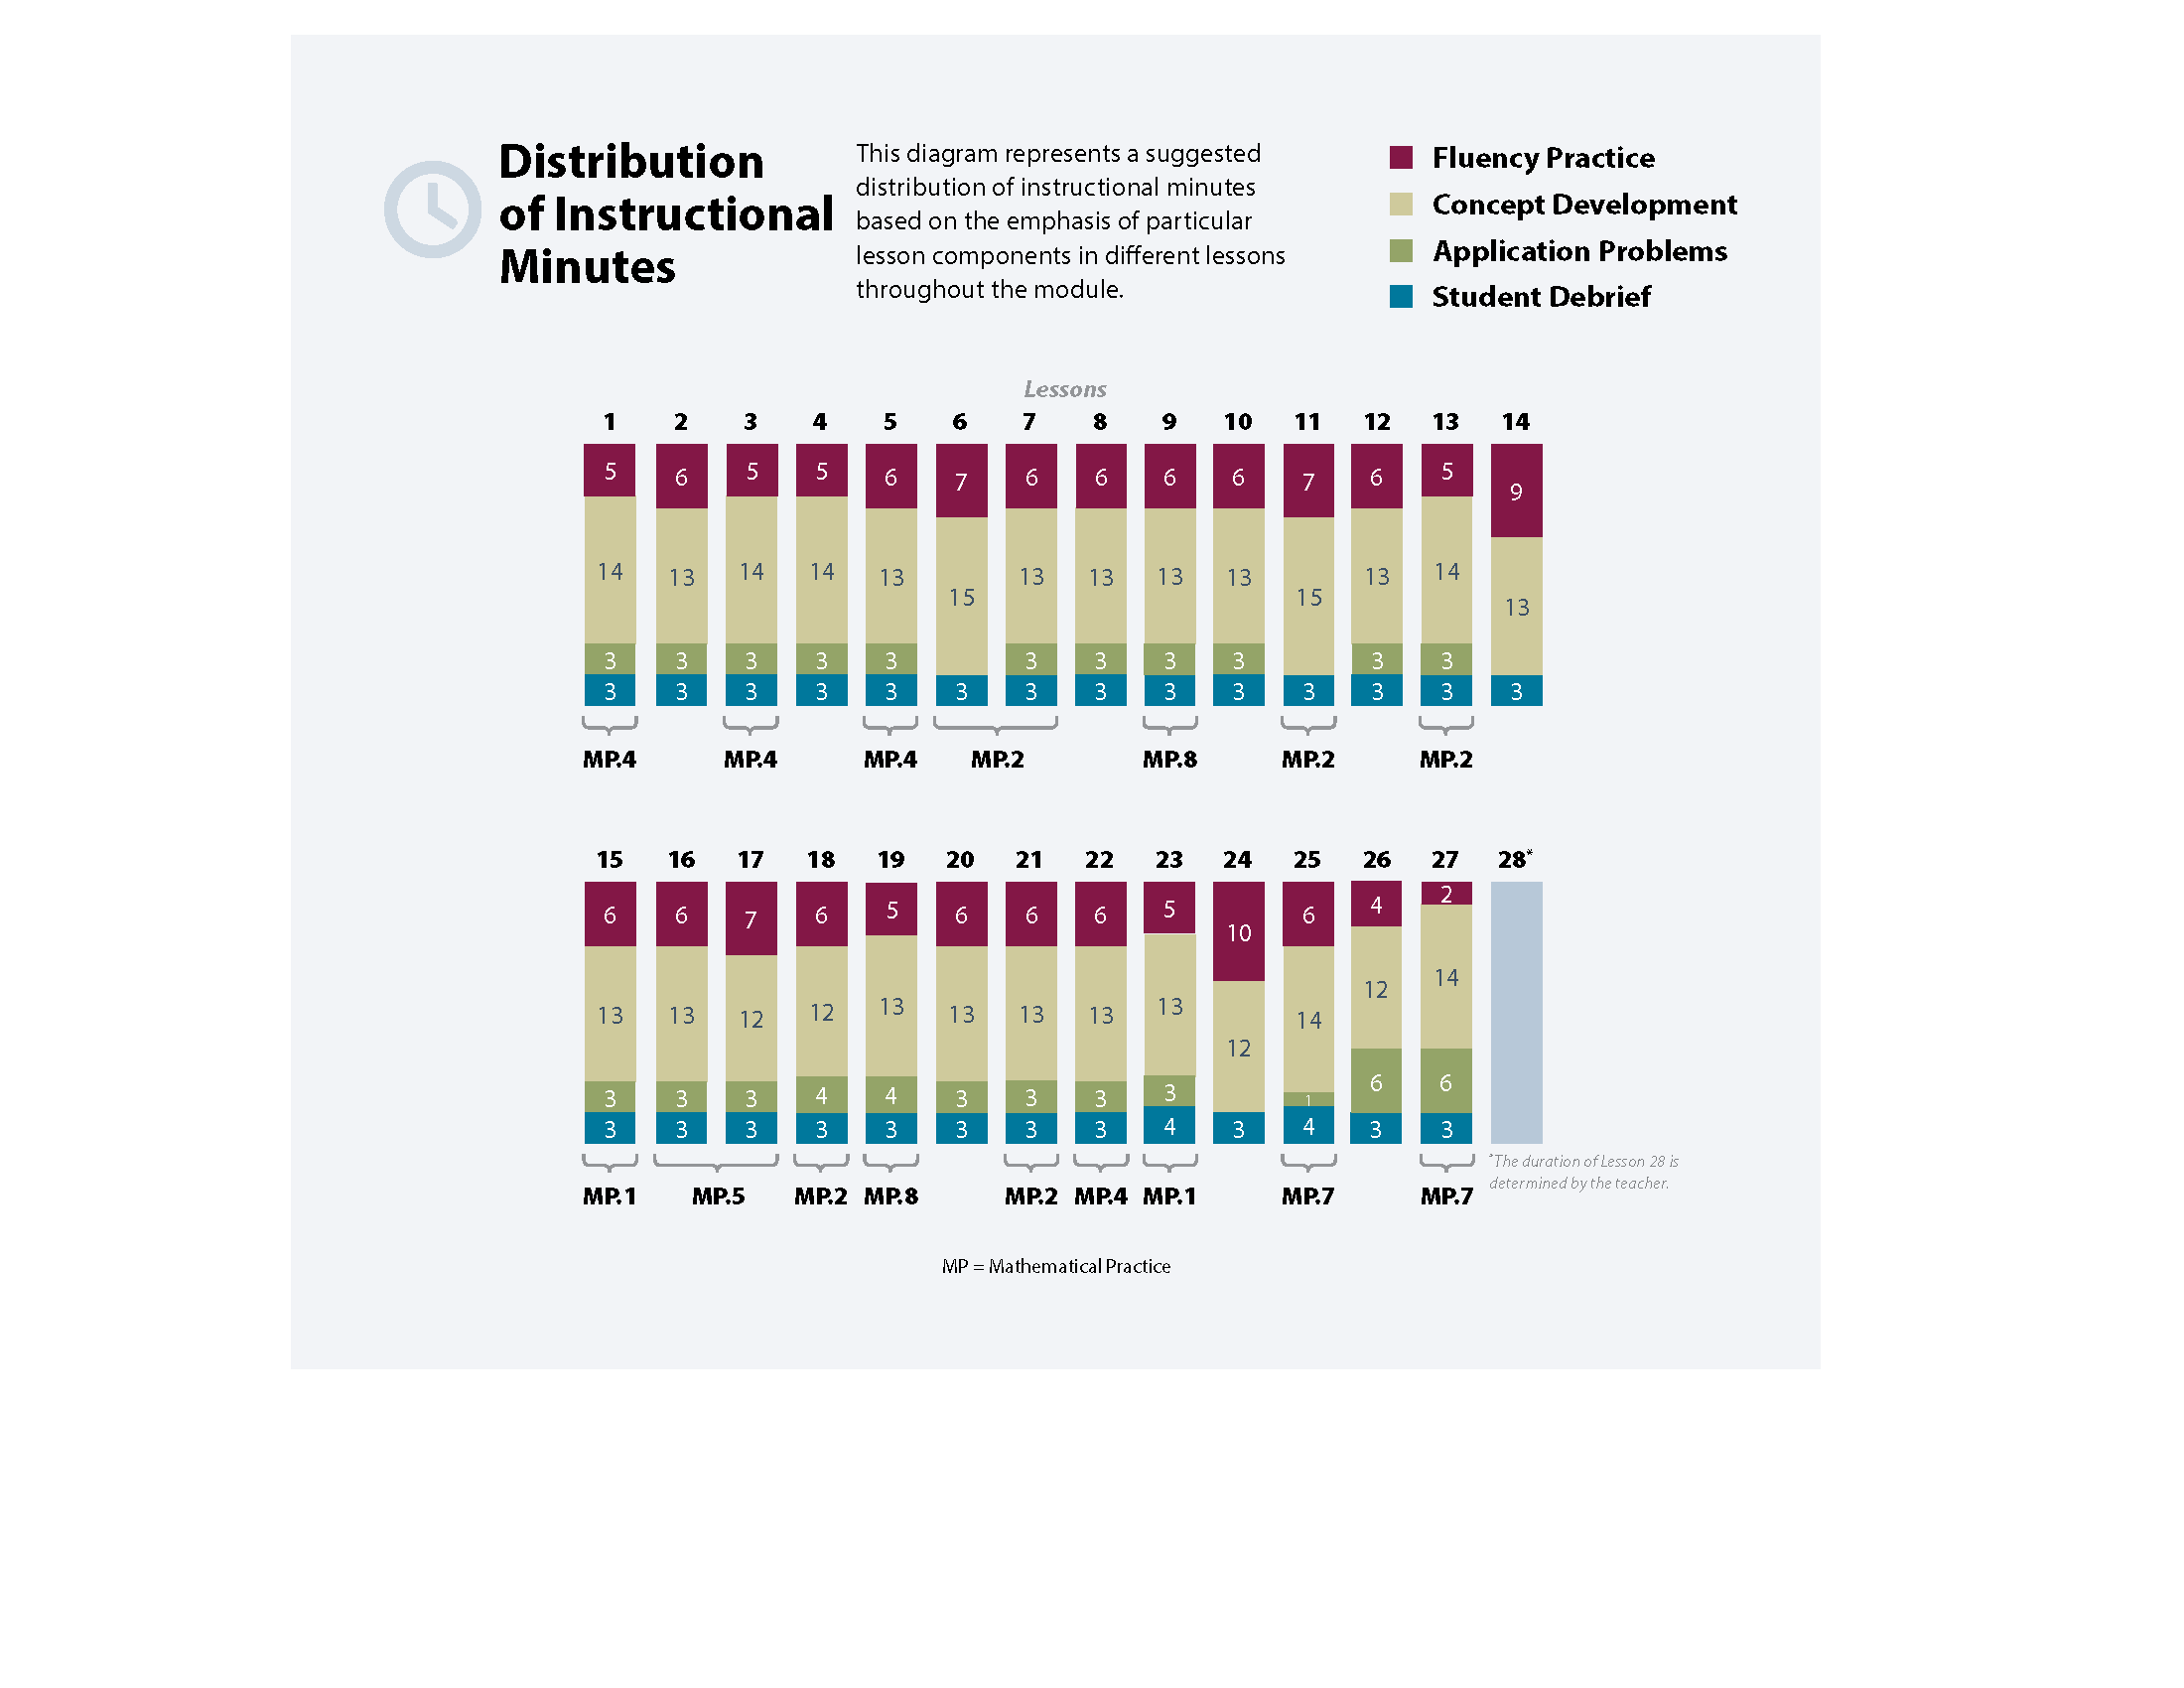 Distribution
of Instructional
Minutes
This diagram represents a suggested
distribution of instructional minutes
based on the emphasis of particular
lesson components in different lessons
throughout the module.
Fluency Practice
Concept Development
Application Problems
Student Debrief
Lessons
1 2 3 4 5 6 7 8 9 10 11 12 13 14
5 6 5 5 6 7 6 6 6 6 7 6 5 9
14 13 14 14 13 15 13 13 13 13 15 13 14 13
3 3 3 3 3 3 3 3 3 3 3
3 3 3 3 3 3 3 3 3 3 3 3 3 3
MP.4 MP.4 MP.4 MP.2 MP.8 MP.2 MP.2
15 16 17 18 19 20 21 22 23 24 25 26 27 28*
6 6 7 6 5 6 6 6 5 10 6 4 2
13 13 12 12 13 13 13 13 13 12 14 12 14
3 3 3 4 4 3 3 3 3 1 6 6
3 3 3 3 3 3 3 3 4 3 4 3 3
MP.1 MP.5 MP.2 MP.8 MP.2 MP.4 MP.1 MP.7 MP.7
*The duration of Lesson 28 is
determined by the teacher.
MP = Mathematical Practice